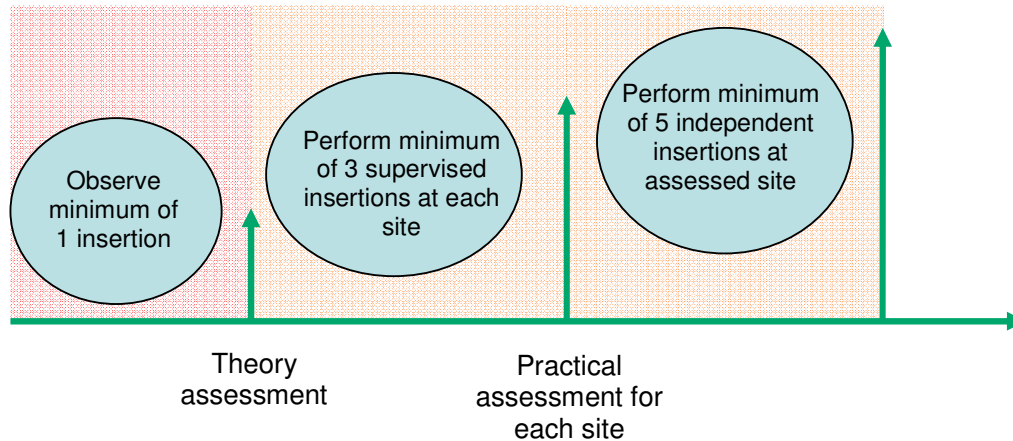 Observe
minimum of
1 insertion
Perform minimum
of 3 supervised
insertions at each
site
Perform minimum
of 5 independent
insertions at
assessed site
Theory
assessment
Practical
assessment for
each site